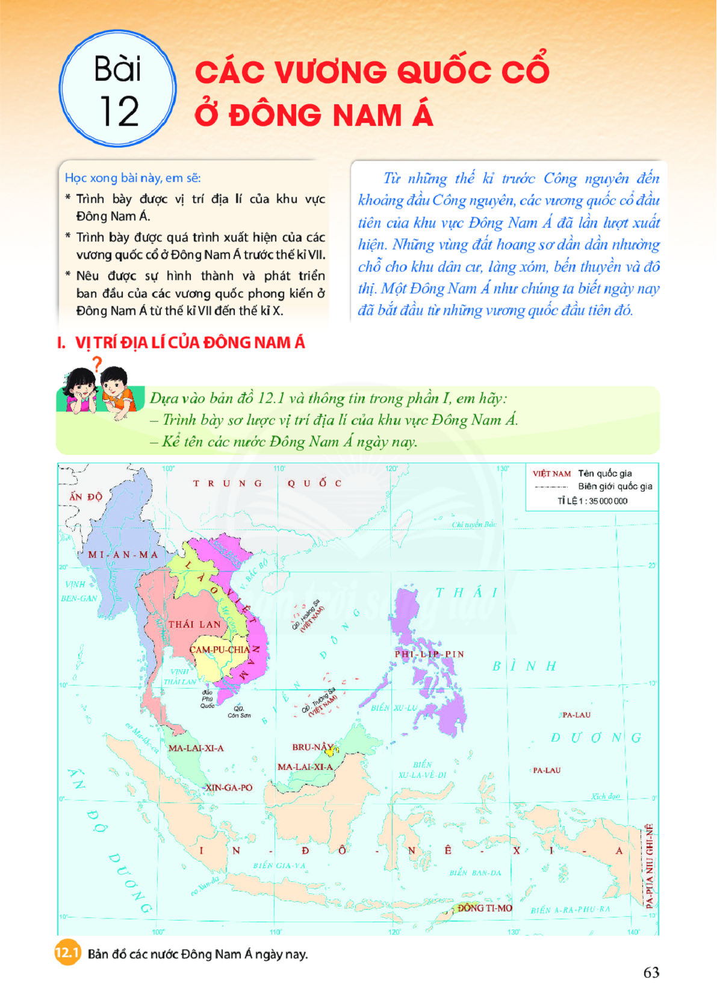 Bài
12
CÁC VƯƠNG QUỐC CỔ
Ở ĐÔNG NAM Á
Học xong bài này, em sẽ:
* Trình bày được vị trí địa lí của khu vực
Đông Nam Á.
* Trình bày được quá trình xuất hiện của các
vương quốc cổ ở Đông Nam Á trước thế kỉ VII.
* Nêu được sự hình thành và phát triển
ban đầu của các vương quốc phong kiến ở
Đông Nam Á từ thế kỉ VII đến thế kỉ X.
Từ những thế kỉ trước Công nguyên đến
khoảng đầu Công nguyên, các vương quốc cổ đầu
tiên của khu vực Đông Nam Á đã lần lượt xuất
hiện. Những vùng đất hoang sơ dần dần nhường
chỗ cho khu dân cư, làng xóm, bến thuyền và đô
thị. Một Đông Nam Á như chúng ta biết ngày nay
đã bắt đầu từ những vương quốc đầu tiên đó.
I. VỊ TRÍ ĐỊA LÍ CỦA ĐÔNG NAM Á
?
Dựa vào bản đồ 12.1 và thông tin trong phần I, em hãy:
– Trình bày sơ lược vị trí địa lí của khu vực Đông Nam Á.
– Kể tên các nước Đông Nam Á ngày nay.
100°
110°
120°
130°
VIỆT NAM Tên quốc gia
Biên giới quốc gia
TỈ LỆ 1 : 35 000 000
TRUNG QUỐC
ẤN ĐỘ
Chí tuyến Bắc
MI-AN-MA
LÀO
VIỆT NAM
V. BẮC BỘ
20°
20°
VỊNH
BEN-GAN
S. Mê Công
THÁI LAN
QĐ. Hoàng Sa
(VIỆT NAM)
BIỂN ĐÔNG
THÁI
BÌNH
DƯƠNG
PHI-LIP-PIN
CAM-PU-CHIA
VỊNH
THÁI LAN
10°
10°
đảo
Phú
Quốc
QĐ.
Côn Sơn
QĐ. Trường Sa
(VIỆT NAM)
BIỂN XU-LU
PA-LAU
eo Ma-lắc-ca
MA-LAI-XI-A
BRU-NÂY
MA-LAI-XI-A
BIỂN
XU-LA-VÊ-DI
PA-LAU
XIN-GA-PO
Xích đạo
0°
0°
ẤN ĐỘ DƯƠNG
IN-ĐÔ-NÊ-XI-A
PA-PUA NIU GHI-NÊ
BIỂN GIA-VA
BIỂN BAN-DA
eo Xun-đa
ĐÔNG TI-MO
BIỂN A-RA-PHU-RA
10°
10°
100°
110°
120°
130°
140°
12.1 Bản đồ các nước Đông Nam Á ngày nay.
63